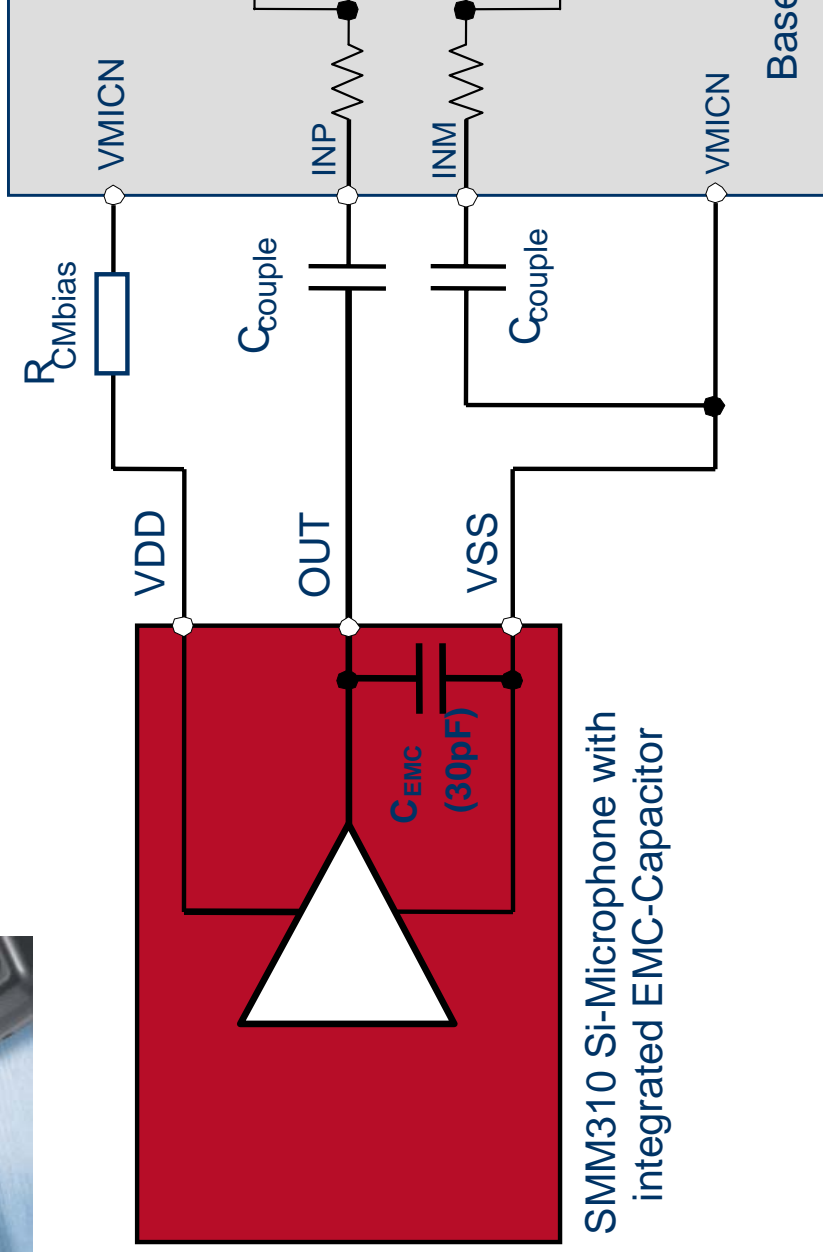 VMICN
INP
INM
VMICN
Base
RCMbias
Ccouple
Ccouple
VDD
OUT
VSS
CEMC
(30pF)
SMM310 Si-Microphone with
integrated EMC-Capacitor